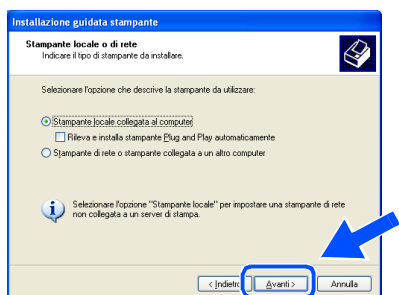 Installazione guidata stampante
Stampante locale o di rete
Indicare il tipo di stampante da installare.
Selezionare l'opzione che descrive la stampante da utilizzare:
Stampante locale collegata al computer
Rileva e installa stampante Plug and Play automaticamente
Stampante di rete o stampante collegata a un altro computer
Selezionare l'opzione "Stampante locale" per impostare una stampante di rete
non collegata a un server di stampa.
< Indietro Avanti > Annulla